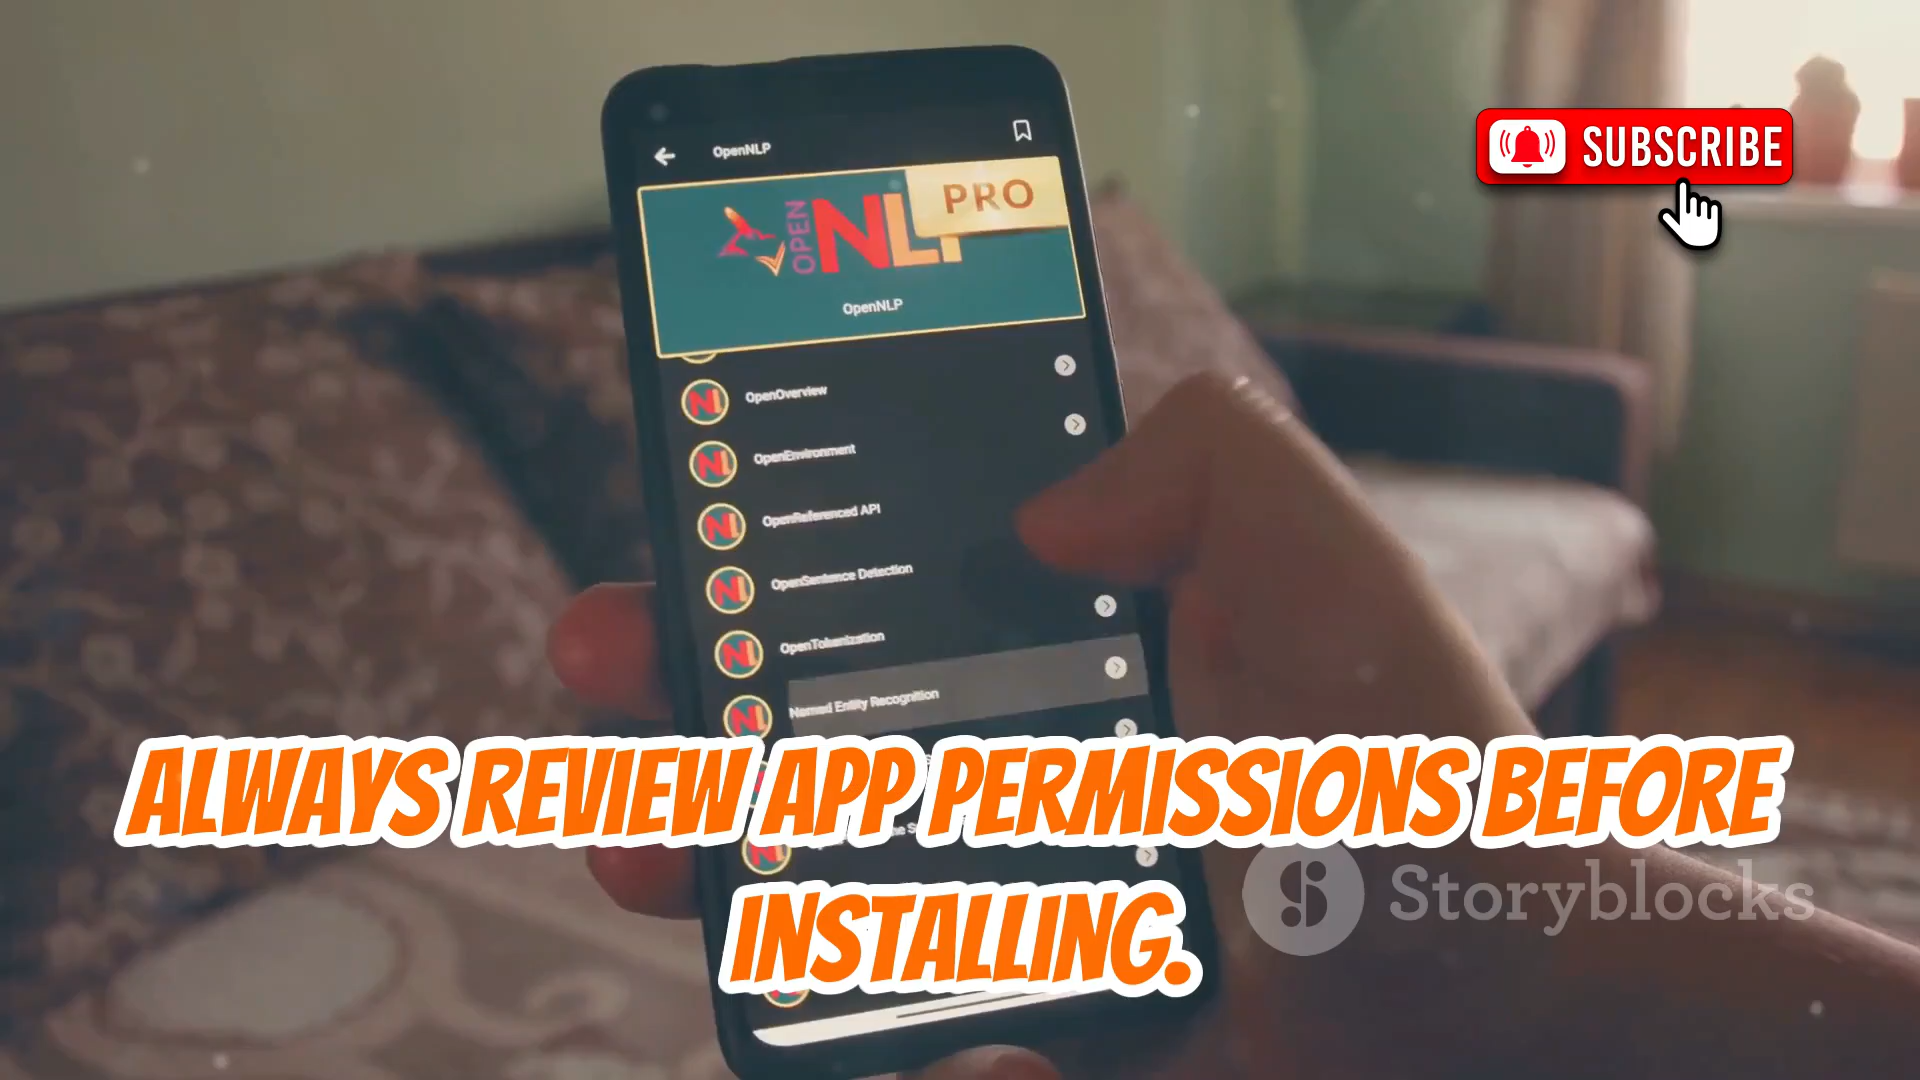 SUBSCRIBE
OpenNLP
PRO
OPEN
NLP
OpenNLP
OpenOverview
OpenEnvironment
OpenReferenced API
OpenSentence Detection
OpenTokenization
Named Entity Recognition
ALWAYS REVIEW APP PERMISSIONS BEFORE
INSTALLING.
Storyblocks